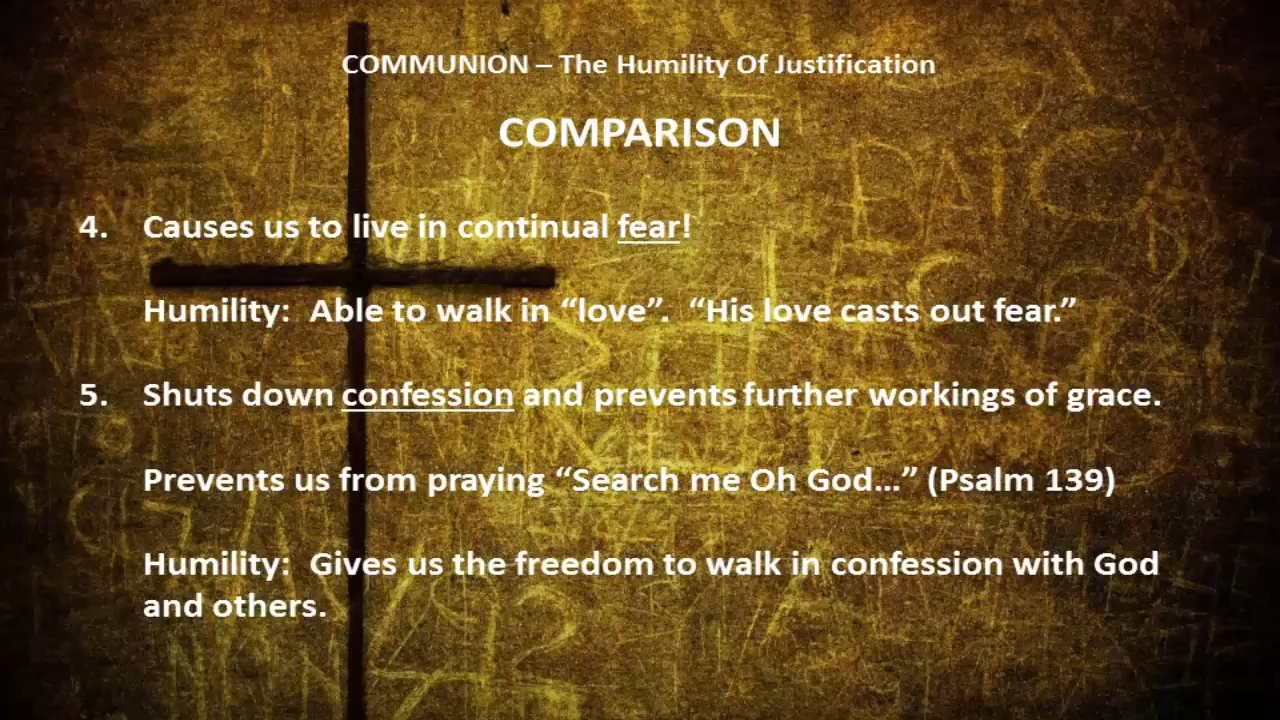 COMMUNION – The Humility Of Justification
COMPARISON
4. Causes us to live in continual fear!
Humility: Able to walk in “love”. “His love casts out fear.”
5. Shuts down confession and prevents further workings of grace.
Prevents us from praying “Search me Oh God...” (Psalm 139)
Humility: Gives us the freedom to walk in confession with God
and others.